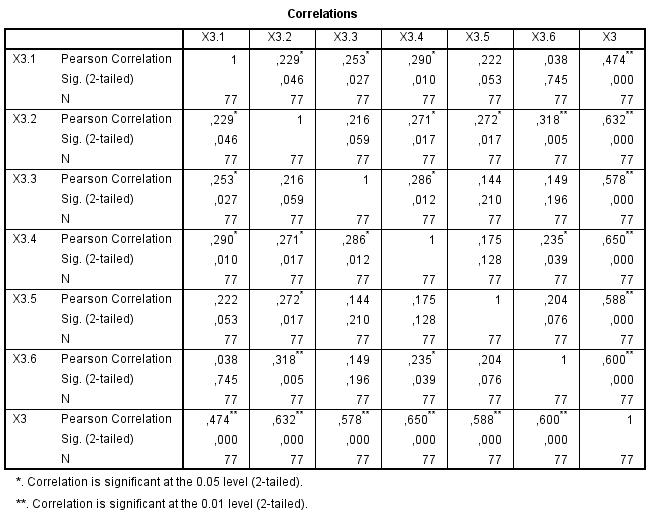 Correlations
X3.1 X3.2 X3.3 X3.4 X3.5 X3.6 X3
X3.1 Pearson Correlation 1 ,229* ,253* ,290* ,222 ,038 ,474**
Sig. (2-tailed) ,046 ,027 ,010 ,053 ,745 ,000
N 77 77 77 77 77 77 77
X3.2 Pearson Correlation ,229* 1 ,216 ,271* ,272* ,318** ,632**
Sig. (2-tailed) ,046 ,059 ,017 ,017 ,005 ,000
N 77 77 77 77 77 77 77
X3.3 Pearson Correlation ,253* ,216 1 ,286* ,144 ,149 ,578**
Sig. (2-tailed) ,027 ,059 ,012 ,210 ,196 ,000
N 77 77 77 77 77 77 77
X3.4 Pearson Correlation ,290* ,271* ,286* 1 ,175 ,235* ,650**
Sig. (2-tailed) ,010 ,017 ,012 ,128 ,039 ,000
N 77 77 77 77 77 77 77
X3.5 Pearson Correlation ,222 ,272* ,144 ,175 1 ,204 ,588**
Sig. (2-tailed) ,053 ,017 ,210 ,128 ,076 ,000
N 77 77 77 77 77 77 77
X3.6 Pearson Correlation ,038 ,318** ,149 ,235* ,204 1 ,600**
Sig. (2-tailed) ,745 ,005 ,196 ,039 ,076 ,000
N 77 77 77 77 77 77 77
X3 Pearson Correlation ,474** ,632** ,578** ,650** ,588** ,600** 1
Sig. (2-tailed) ,000 ,000 ,000 ,000 ,000 ,000
N 77 77 77 77 77 77 77
*. Correlation is significant at the 0.05 level (2-tailed).
**. Correlation is significant at the 0.01 level (2-tailed).